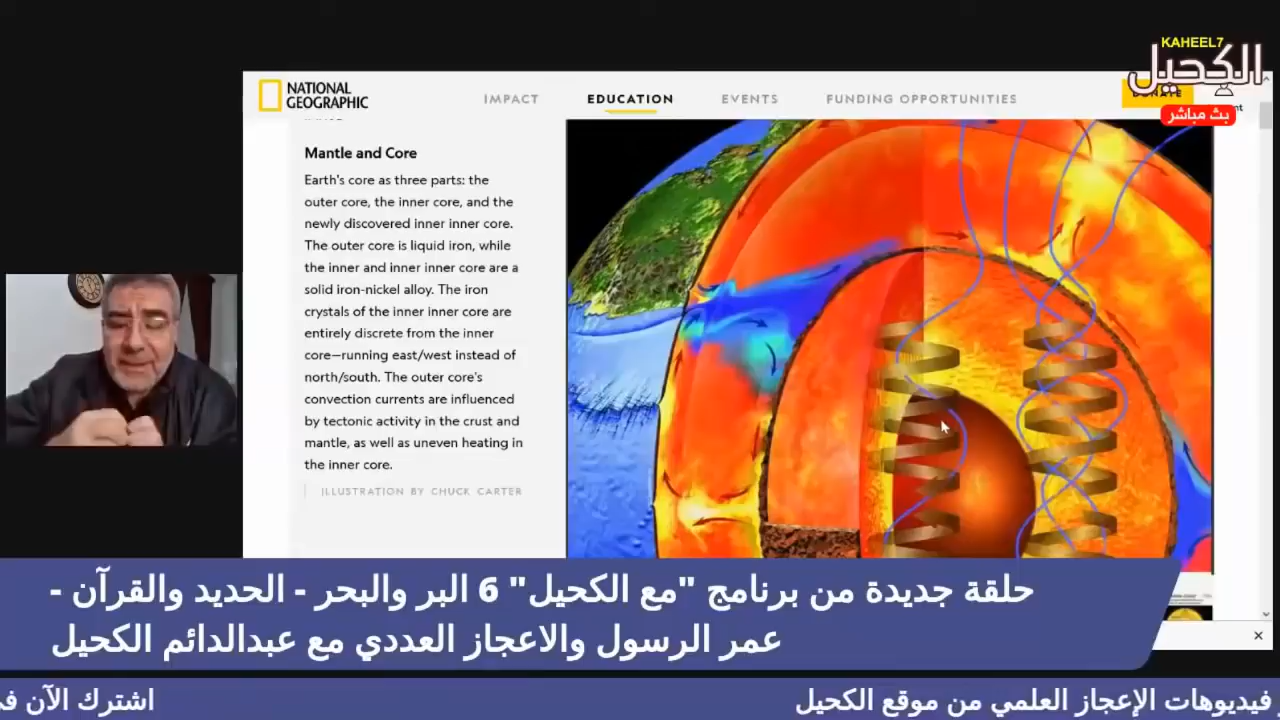 KAHEEL7
الكحيل
بث مباشر
NATIONAL
GEOGRAPHIC
IMPACT
EDUCATION
EVENTS
FUNDING OPPORTUNITIES
Mantle and Core
Earth's core as three parts: the
outer core, the inner core, and the
newly discovered inner inner core.
The outer core is liquid iron, while
the inner and inner inner core are a
solid iron-nickel alloy. The iron
crystals of the inner inner core are
entirely discrete from the inner
core—running east/west instead of
north/south. The outer core's
convection currents are influenced
by tectonic activity in the crust and
mantle, as well as uneven heating in
the inner core.
ILLUSTRATION BY CHUCK CARTER
حلقة جديدة من برنامج "مع الكحيل" 6 البر والبحر - الحديد والقرآن -
عمر الرسول والاعجاز العددي مع عبدالدائم الكحيل
فيديوهات الإعجاز العلمي من موقع الكحيل
اشترك الآن